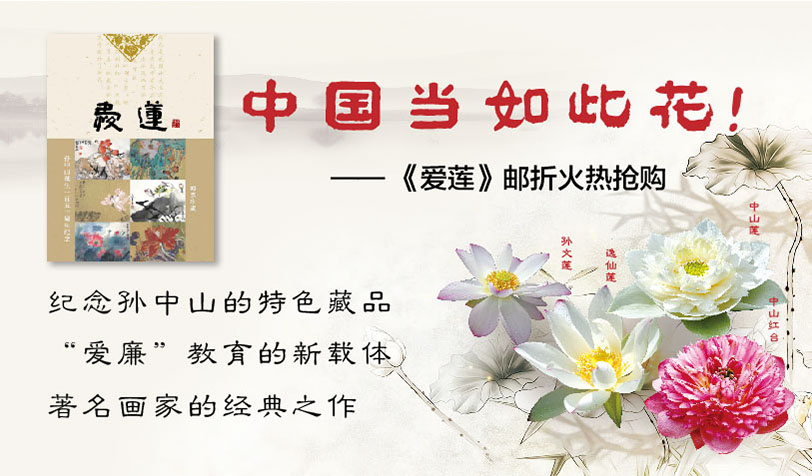 中国当如此花!
——《爱莲》邮折火热抢购
爱莲
纪念孙中山的特色藏品
“爱廉”教育的新载体
著名画家的经典之作
孙文莲
逸仙莲
中山莲
中山红台